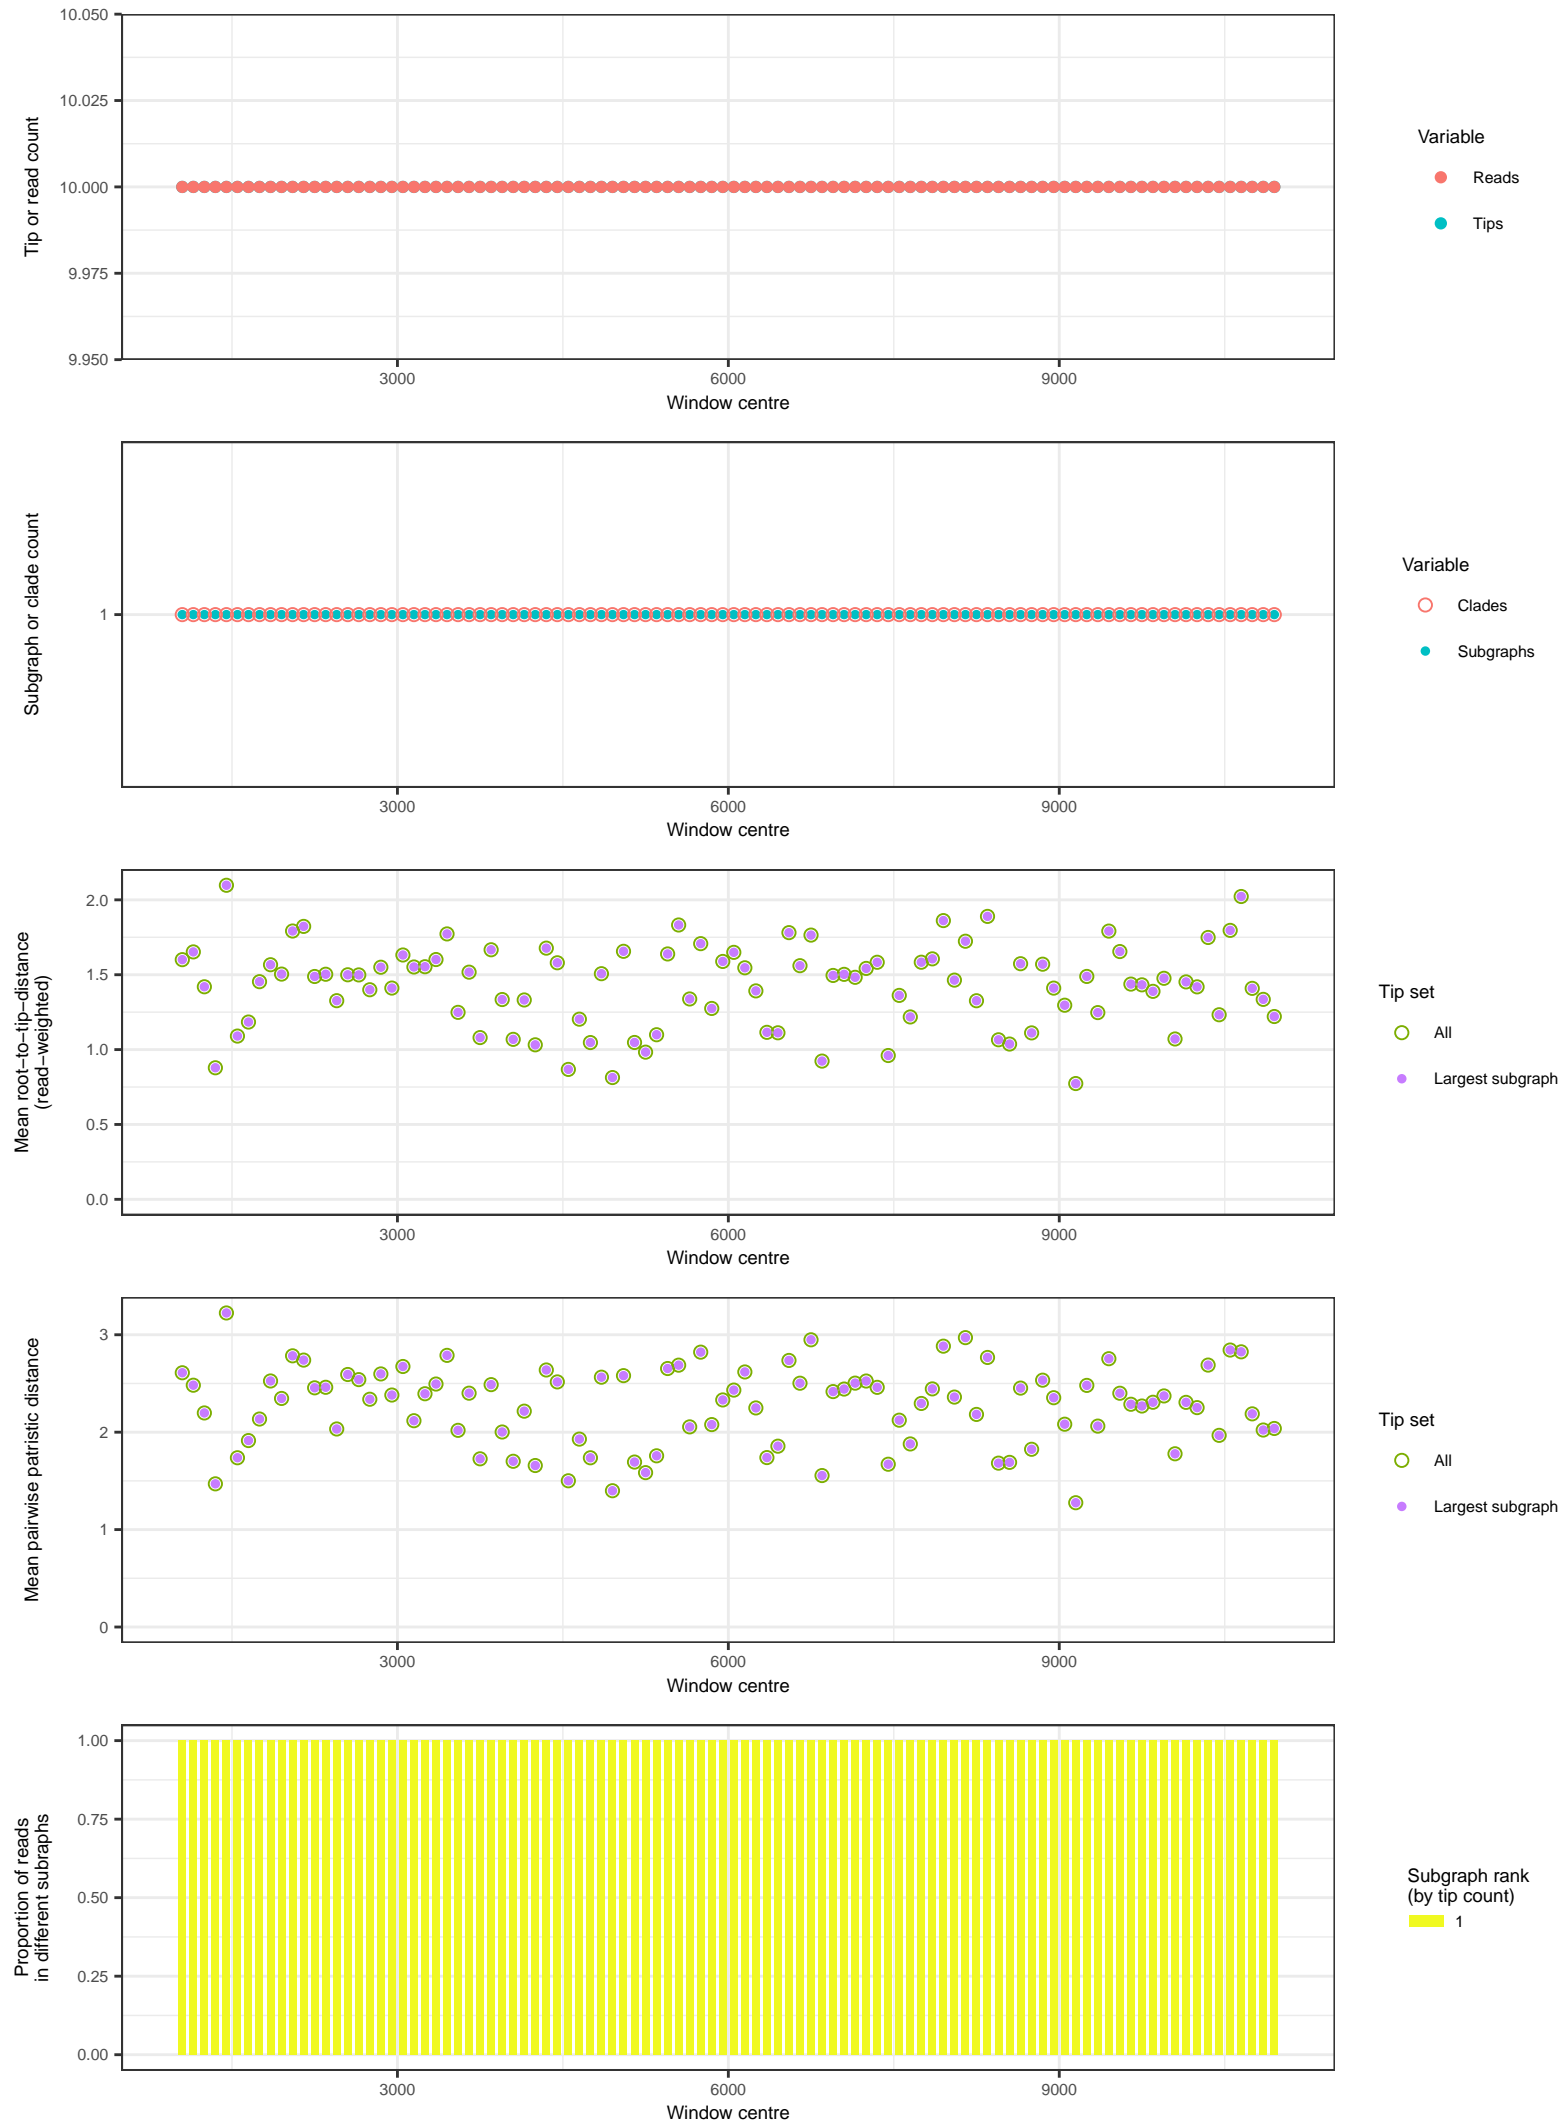 Tip or read count
10.050
10.025
10.000
9.975
9.950
3000 6000 9000
Window centre
Variable
Reads
Tips
Subgraph or clade count
1
3000 6000 9000
Window centre
Variable
Clades
Subgraphs
Mean root−to−tip−distance
(read−weighted)
2.0
1.5
1.0
0.5
0.0
3000 6000 9000
Window centre
Tip set
All
Largest subgraph
Mean pairwise patristic distance
3
2
1
0
3000 6000 9000
Window centre
Tip set
All
Largest subgraph
Proportion of reads
in different subraphs
1.00
0.75
0.50
0.25
0.00
3000 6000 9000
Window centre
Subgraph rank
(by tip count)
1